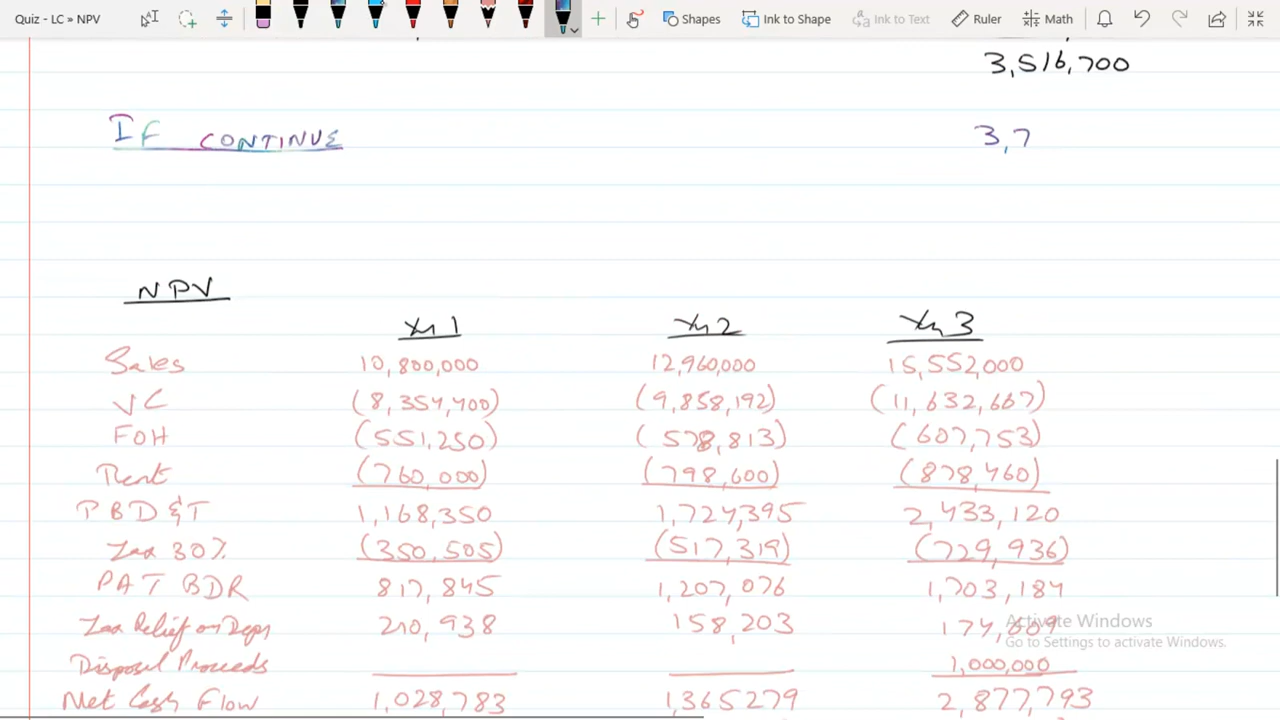 Quiz - LC » NPV Shapes Ink to Shape Ink to Text Ruler Math
3,516,700
IF CONTINUE 3,7
NPV
Yr 1 Yr 2 Yr 3
Sales 10,800,000 12,960,000 15,552,000
VC (8,354,400) (9,858,192) (11,632,667)
FOH (551,250) (578,813) (607,753)
Rent (760,000) (798,600) (878,460)
PBD&T 1,168,350 1,724,395 2,433,120
Tax 30% (350,505) (517,319) (729,936)
PAT BDR 817,845 1,207,076 1,703,184
Tax Relief on Depn 210,938 158,203 174,609
Activate Windows
Go to Settings to activate Windows.
Disposal Proceeds 1,000,000
Net Cash Flow 1,028,783 1,365279 2,877,793